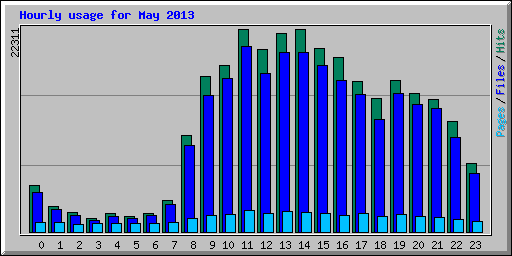 Hourly usage for May 2013
22311
Pages / Files / Hits
0 1 2 3 4 5 6 7 8 9 10 11 12 13 14 15 16 17 18 19 20 21 22 23